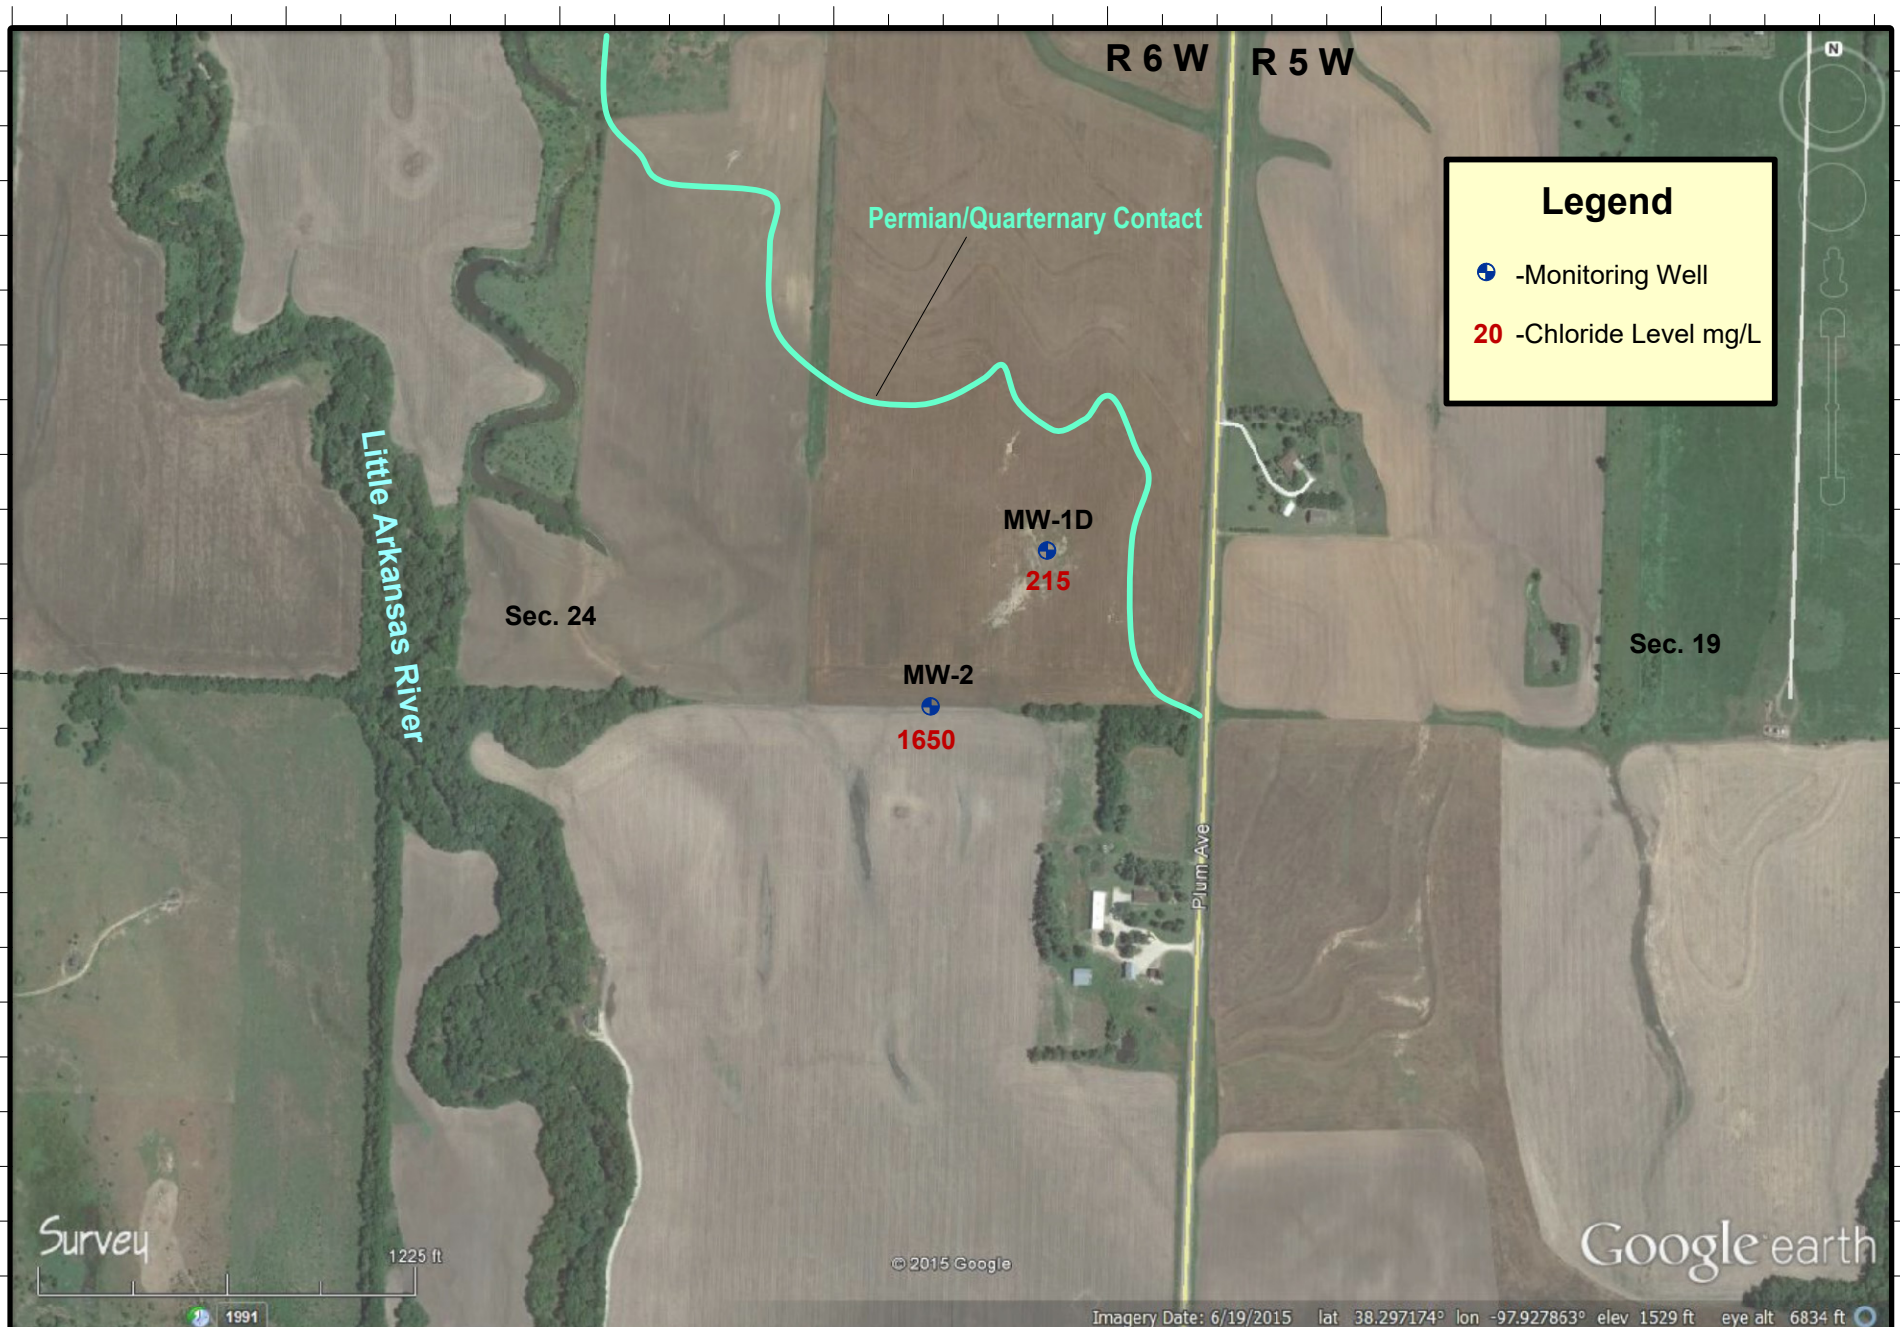 R 6 W
R 5 W
N
Legend
-Monitoring Well
20 -Chloride Level mg/L
Permian/Quarternary Contact
Little Arkansas River
MW-1D
215
Sec. 24
Sec. 19
MW-2
1650
Plum Ave
Survey
1225 ft
© 2015 Google
Google earth
1991
Imagery Date: 6/19/2015 lat 38.297174° lon -97.927863° elev 1529 ft eye alt 6834 ft